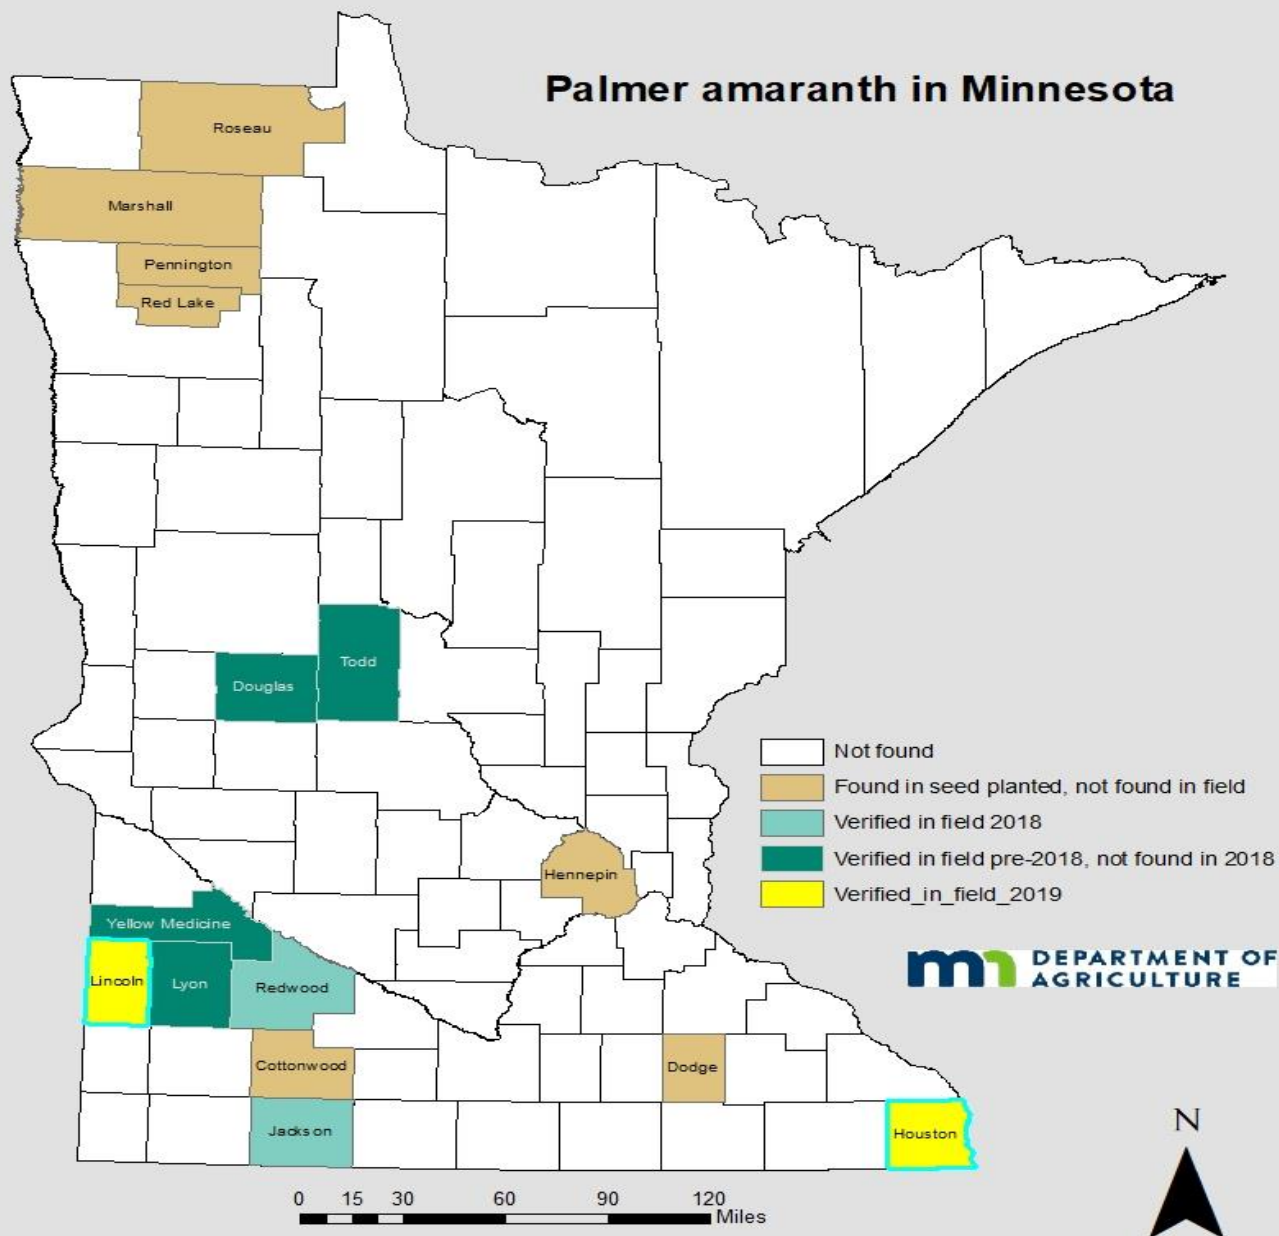 Palmer amaranth in Minnesota
Roseau
Marshall
Pennington
Red Lake
Todd
Douglas
Not found
Found in seed planted, not found in field
Verified in field 2018
Verified in field pre-2018, not found in 2018
Verified_in_field_2019
Hennepin
Yellow Medicine
Lincoln
Lyon
Redwood
mn DEPARTMENT OF
AGRICULTURE
Cottonwood
Dodge
Jackson
Houston
N
0 15 30 60 90 120
Miles